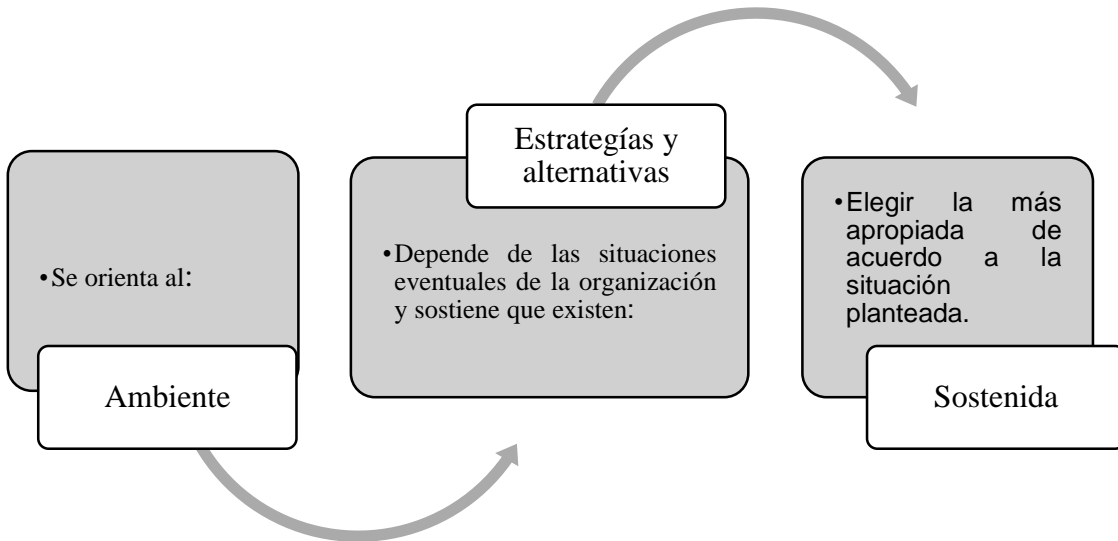 •Se orienta al:
Ambiente
Estrategías y
alternativas
•Depende de las situaciones
eventuales de la organización
y sostiene que existen:
•Elegir la más
apropiada de
acuerdo a la
situación
planteada.
Sostenida